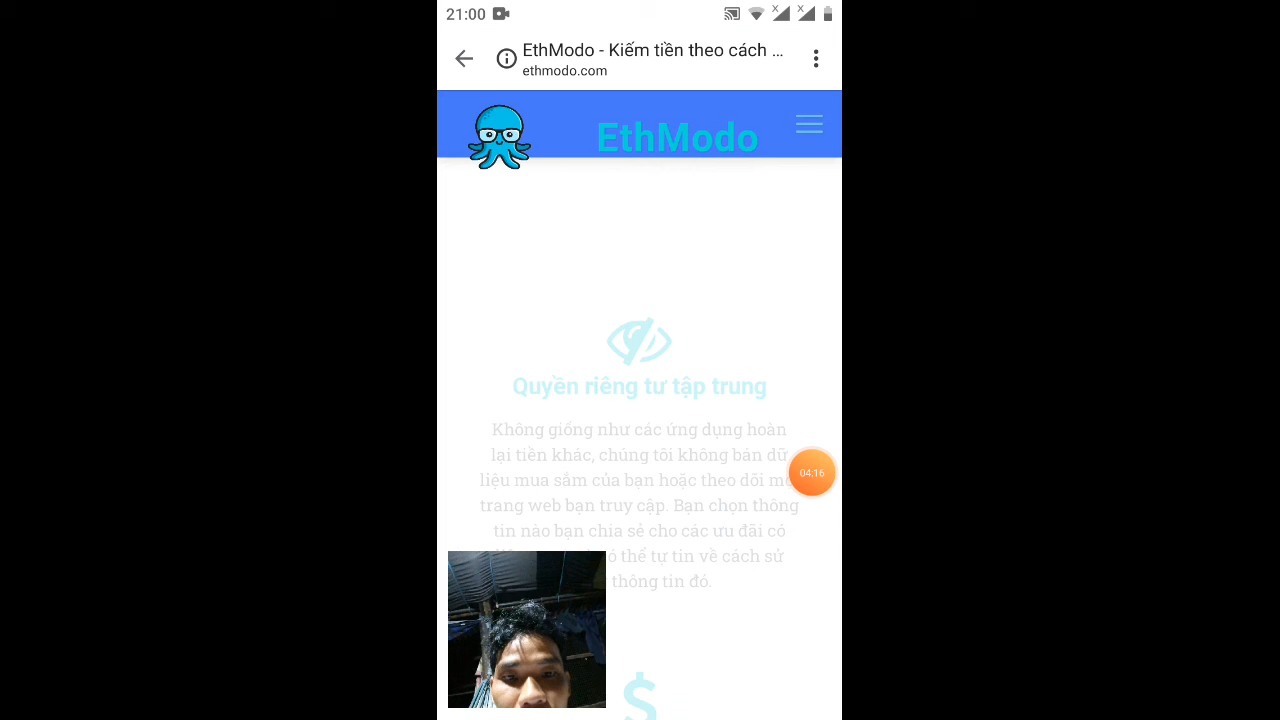 21:00
EthModo - Kiếm tiền theo cách ...
ethmodo.com
EthModo
Quyền riêng tư tập trung
Không giống như các ứng dụng hoàn
lại tiền khác, chúng tôi không bán dữ
liệu mua sắm của bạn hoặc theo dõi
trang web bạn truy cập. Bạn chọn thông
tin nào bạn chia sẻ cho các ưu đãi có
thể tự tin về cách sử
thông tin đó.
04:16
$